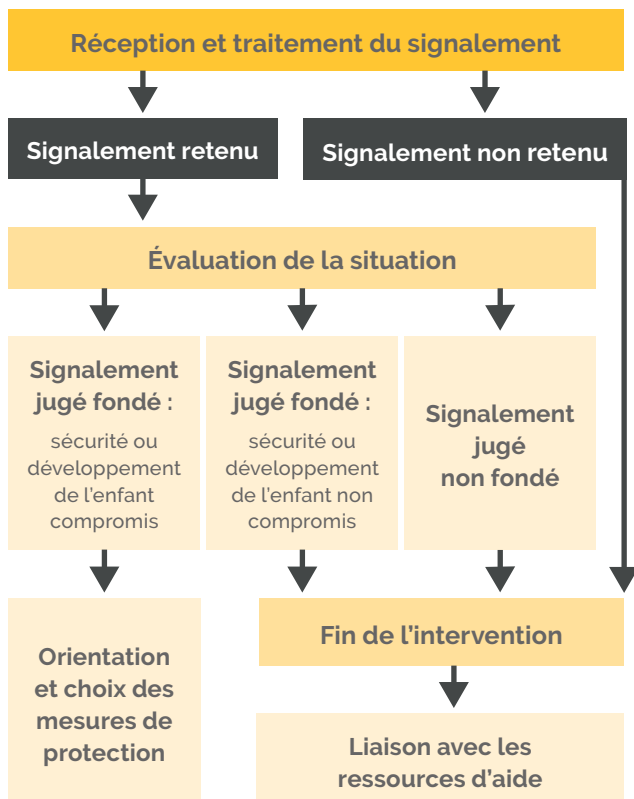 Réception et traitement du signalement
Signalement retenu
Signalement non retenu
Évaluation de la situation
Signalement
jugé fondé :
sécurité ou
développement
de l'enfant
compromis
Signalement
jugé fondé :
sécurité ou
développement
de l'enfant non
compromis
Signalement
jugé
non fondé
Orientation
et choix des
mesures de
protection
Fin de l'intervention
Liaison avec les
ressources d'aide